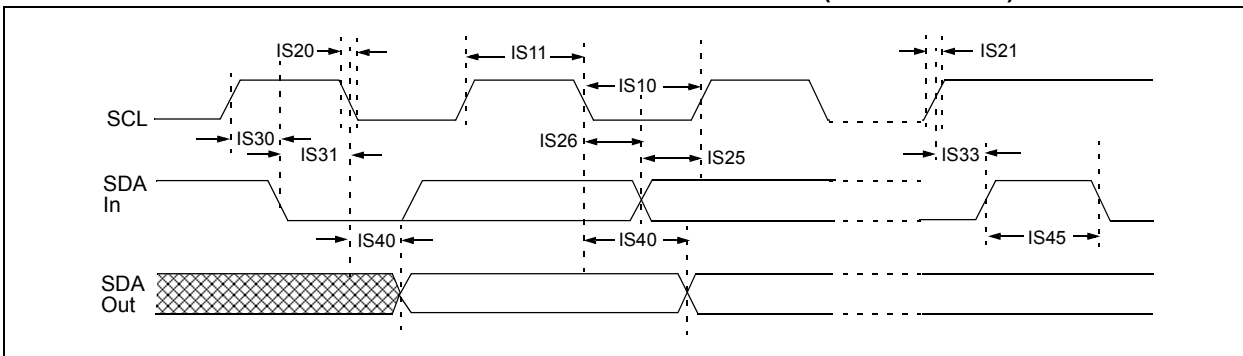 IS20
IS11
IS21
IS10
SCL
IS30
IS26
IS31
IS25
IS33
SDA
In
IS40
IS40
IS45
SDA
Out